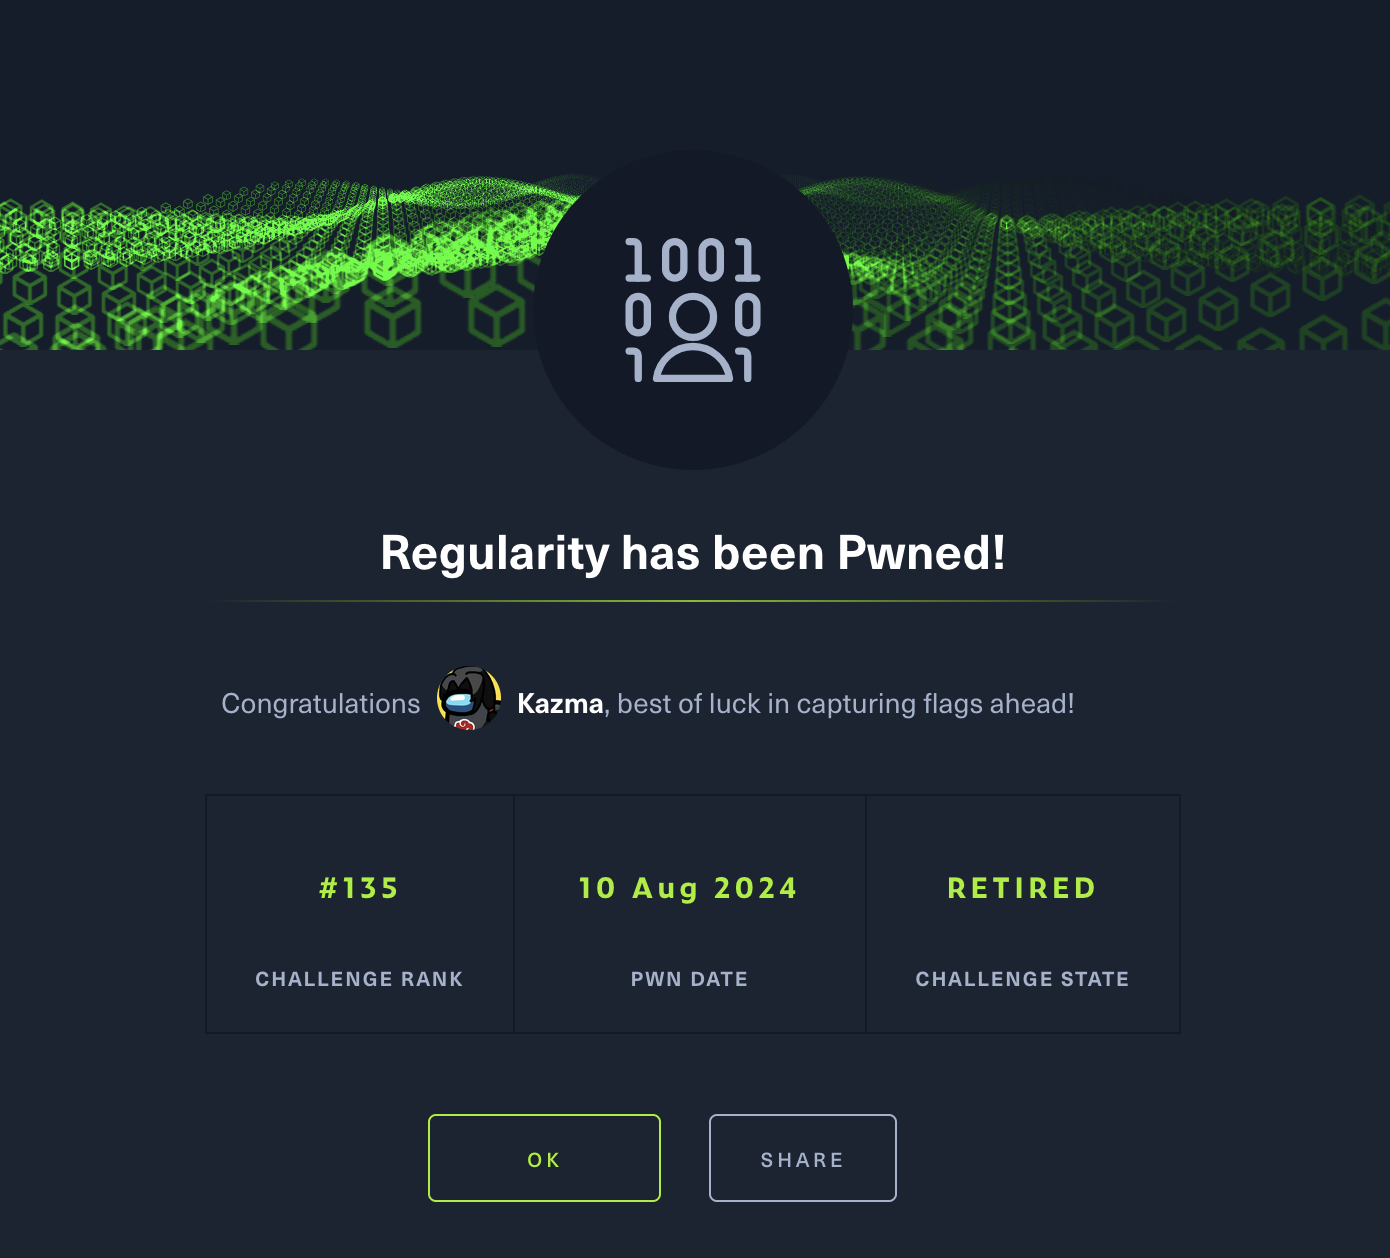 1001
0 0
1 1
Regularity has been Pwned!
Congratulations Kazma, best of luck in capturing flags ahead!
#135 10 Aug 2024 RETIRED
CHALLENGE RANK PWN DATE CHALLENGE STATE
OK SHARE